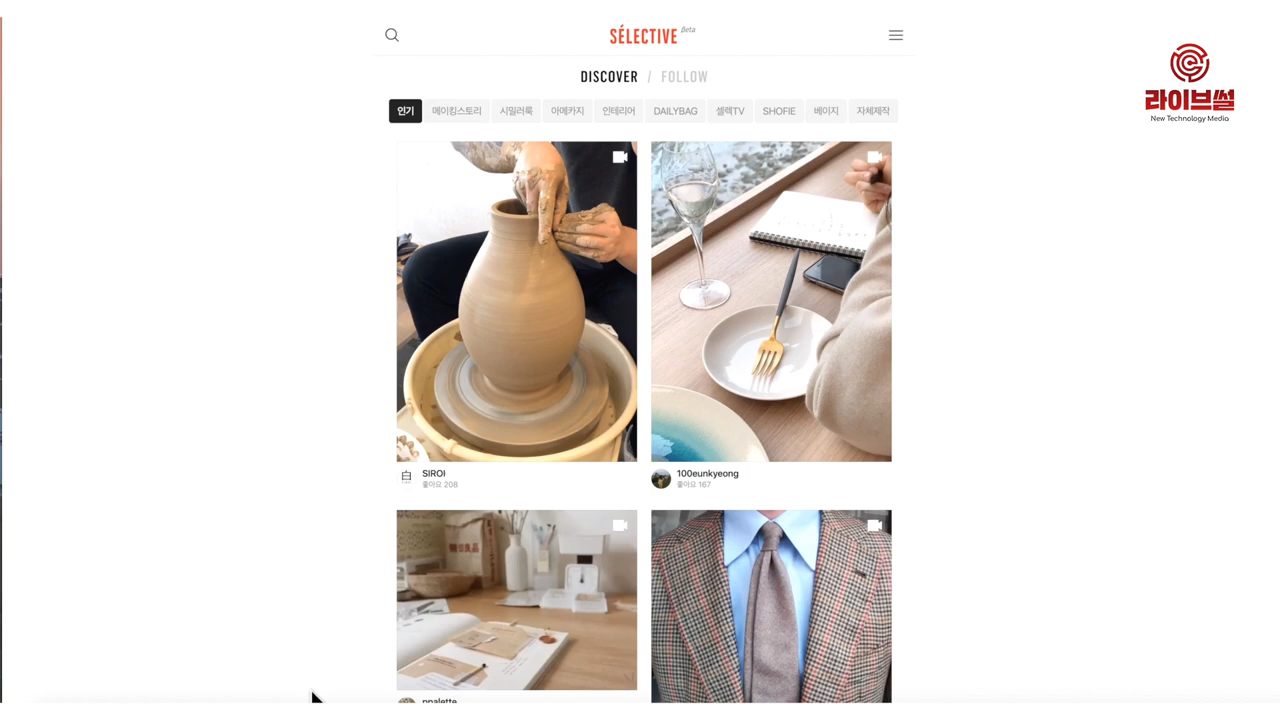 SÉLECTIVE Beta
라이브썰
New Technology Media
DISCOVER / FOLLOW
인기 메이킹스토리 시밀러룩 아메카지 인테리어 DAILYBAG 셀렉TV SHOFIE 베이지 자체제작
SIROI
좋아요 208
100eunkyeong
좋아요 167
ppalette